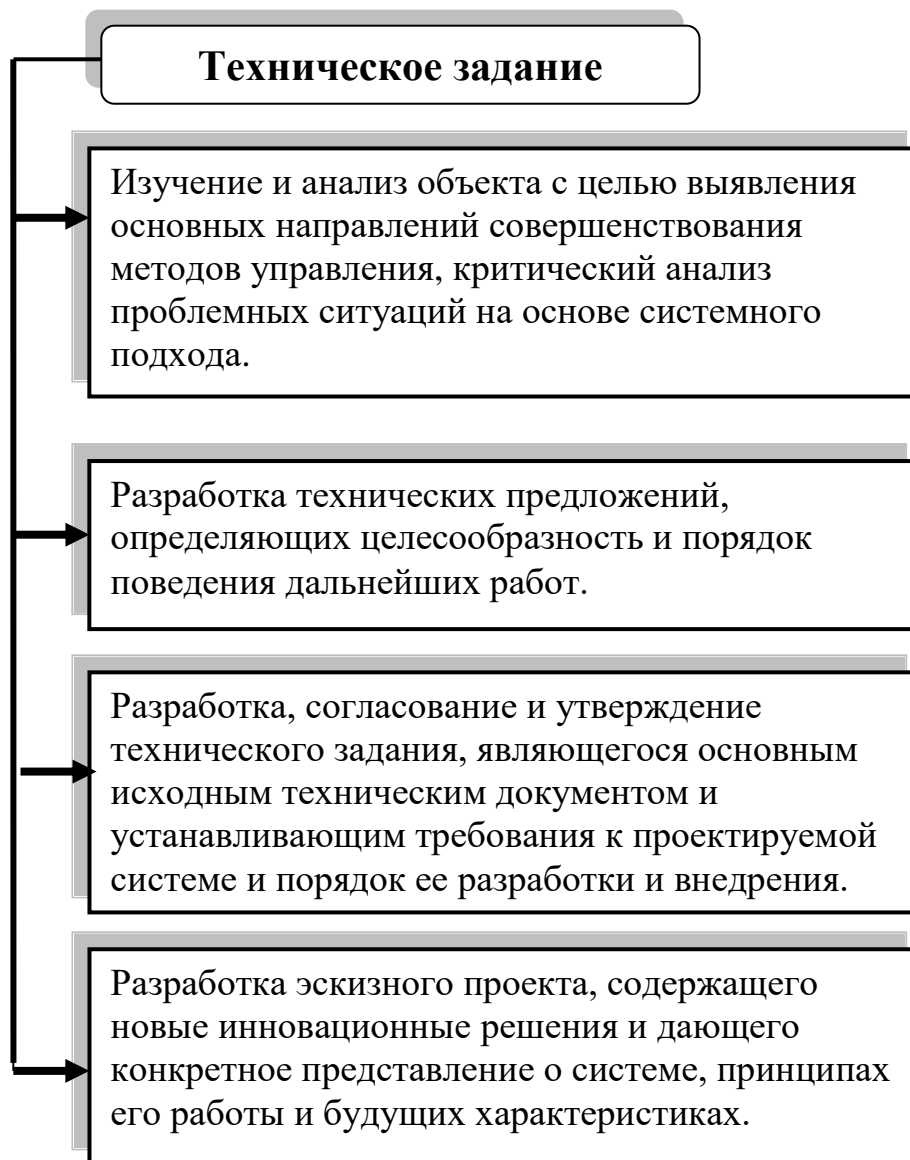 Техническое задание
Изучение и анализ объекта с целью выявления
основных направлений совершенствования
методов управления, критический анализ
проблемных ситуаций на основе системного
подхода.
Разработка технических предложений,
определяющих целесообразность и порядок
поведения дальнейших работ.
Разработка, согласование и утверждение
технического задания, являющегося основным
исходным техническим документом и
устанавливающим требования к проектируемой
системе и порядок ее разработки и внедрения.
Разработка эскизного проекта, содержащего
новые инновационные решения и дающего
конкретное представление о системе, принципах
его работы и будущих характеристиках.